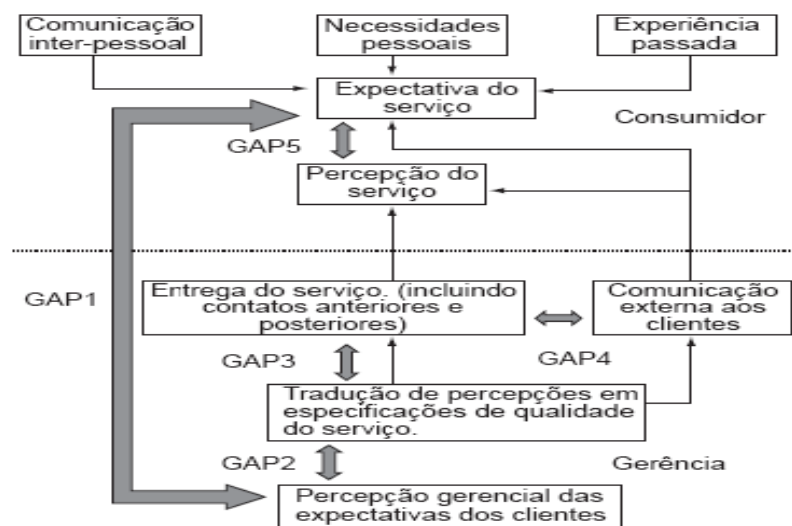 Comunicação
inter-pessoal
Necessidades
pessoais
Experiência
passada
Expectativa do
serviço
Consumidor
GAP5
Percepção do
serviço
GAP1
Entrega do serviço. (incluindo
contatos anteriores e
posteriores)
Comunicação
externa aos
clientes
GAP3
GAP4
Tradução de percepções em
especificações de qualidade
do serviço.
GAP2
Gerência
Percepção gerencial das
expectativas dos clientes